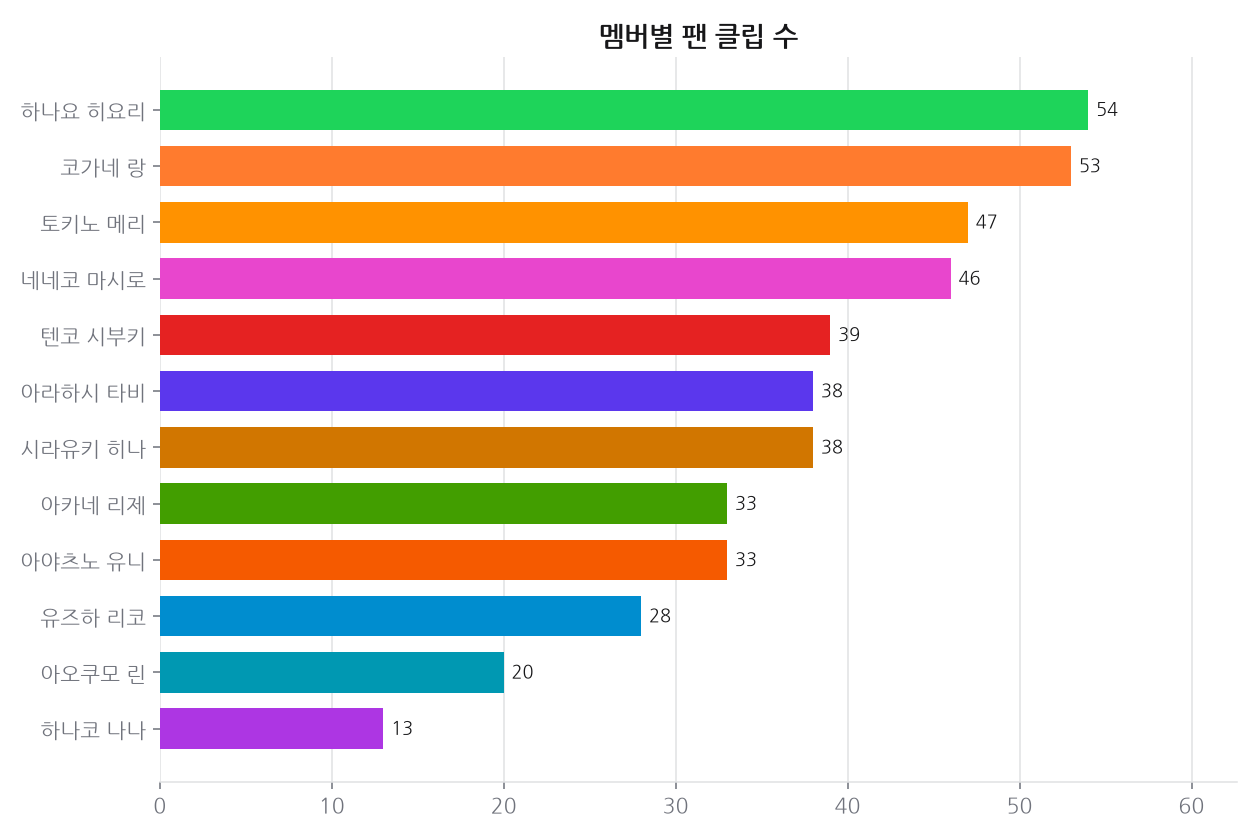 멤버별 팬 클립 수
하나요 히요리 54
코가네 랑 53
토키노 메리 47
네네코 마시로 46
텐코 시부키 39
아라하시 타비 38
시라유키 히나 38
아카네 리제 33
아야츠노 유니 33
유즈하 리코 28
아오쿠모 린 20
하나코 나나 13
0 10 20 30 40 50 60